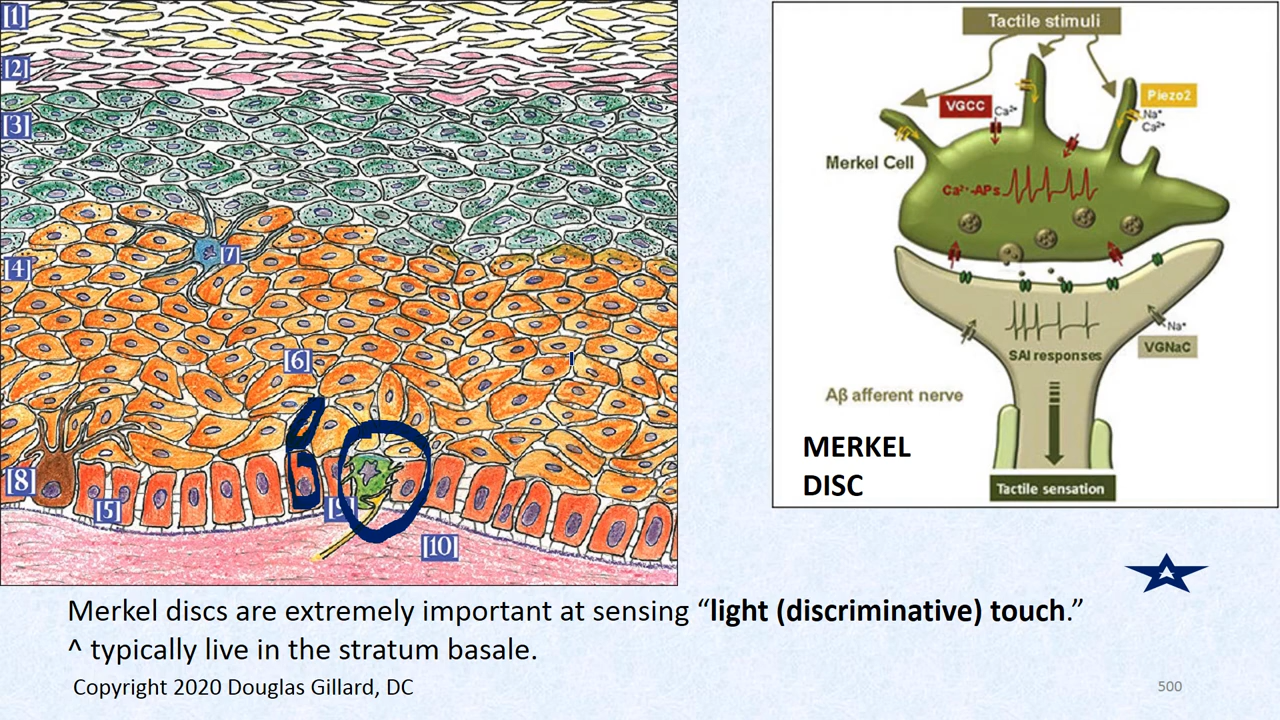 [1]
[2]
[3]
[7]
[4]
[6]
[8]
[5]
[9]
[10]
Tactile stimuli
VGCC
Ca²⁺
Piezo2
Na⁺
Ca²⁺
Merkel Cell
Ca²⁺-APs
SAI responses
Na⁺
VGNaC
Aβ afferent nerve
MERKEL
DISC
Tactile sensation
Merkel discs are extremely important at sensing “light (discriminative) touch.”
^ typically live in the stratum basale.
Copyright 2020 Douglas Gillard, DC
500